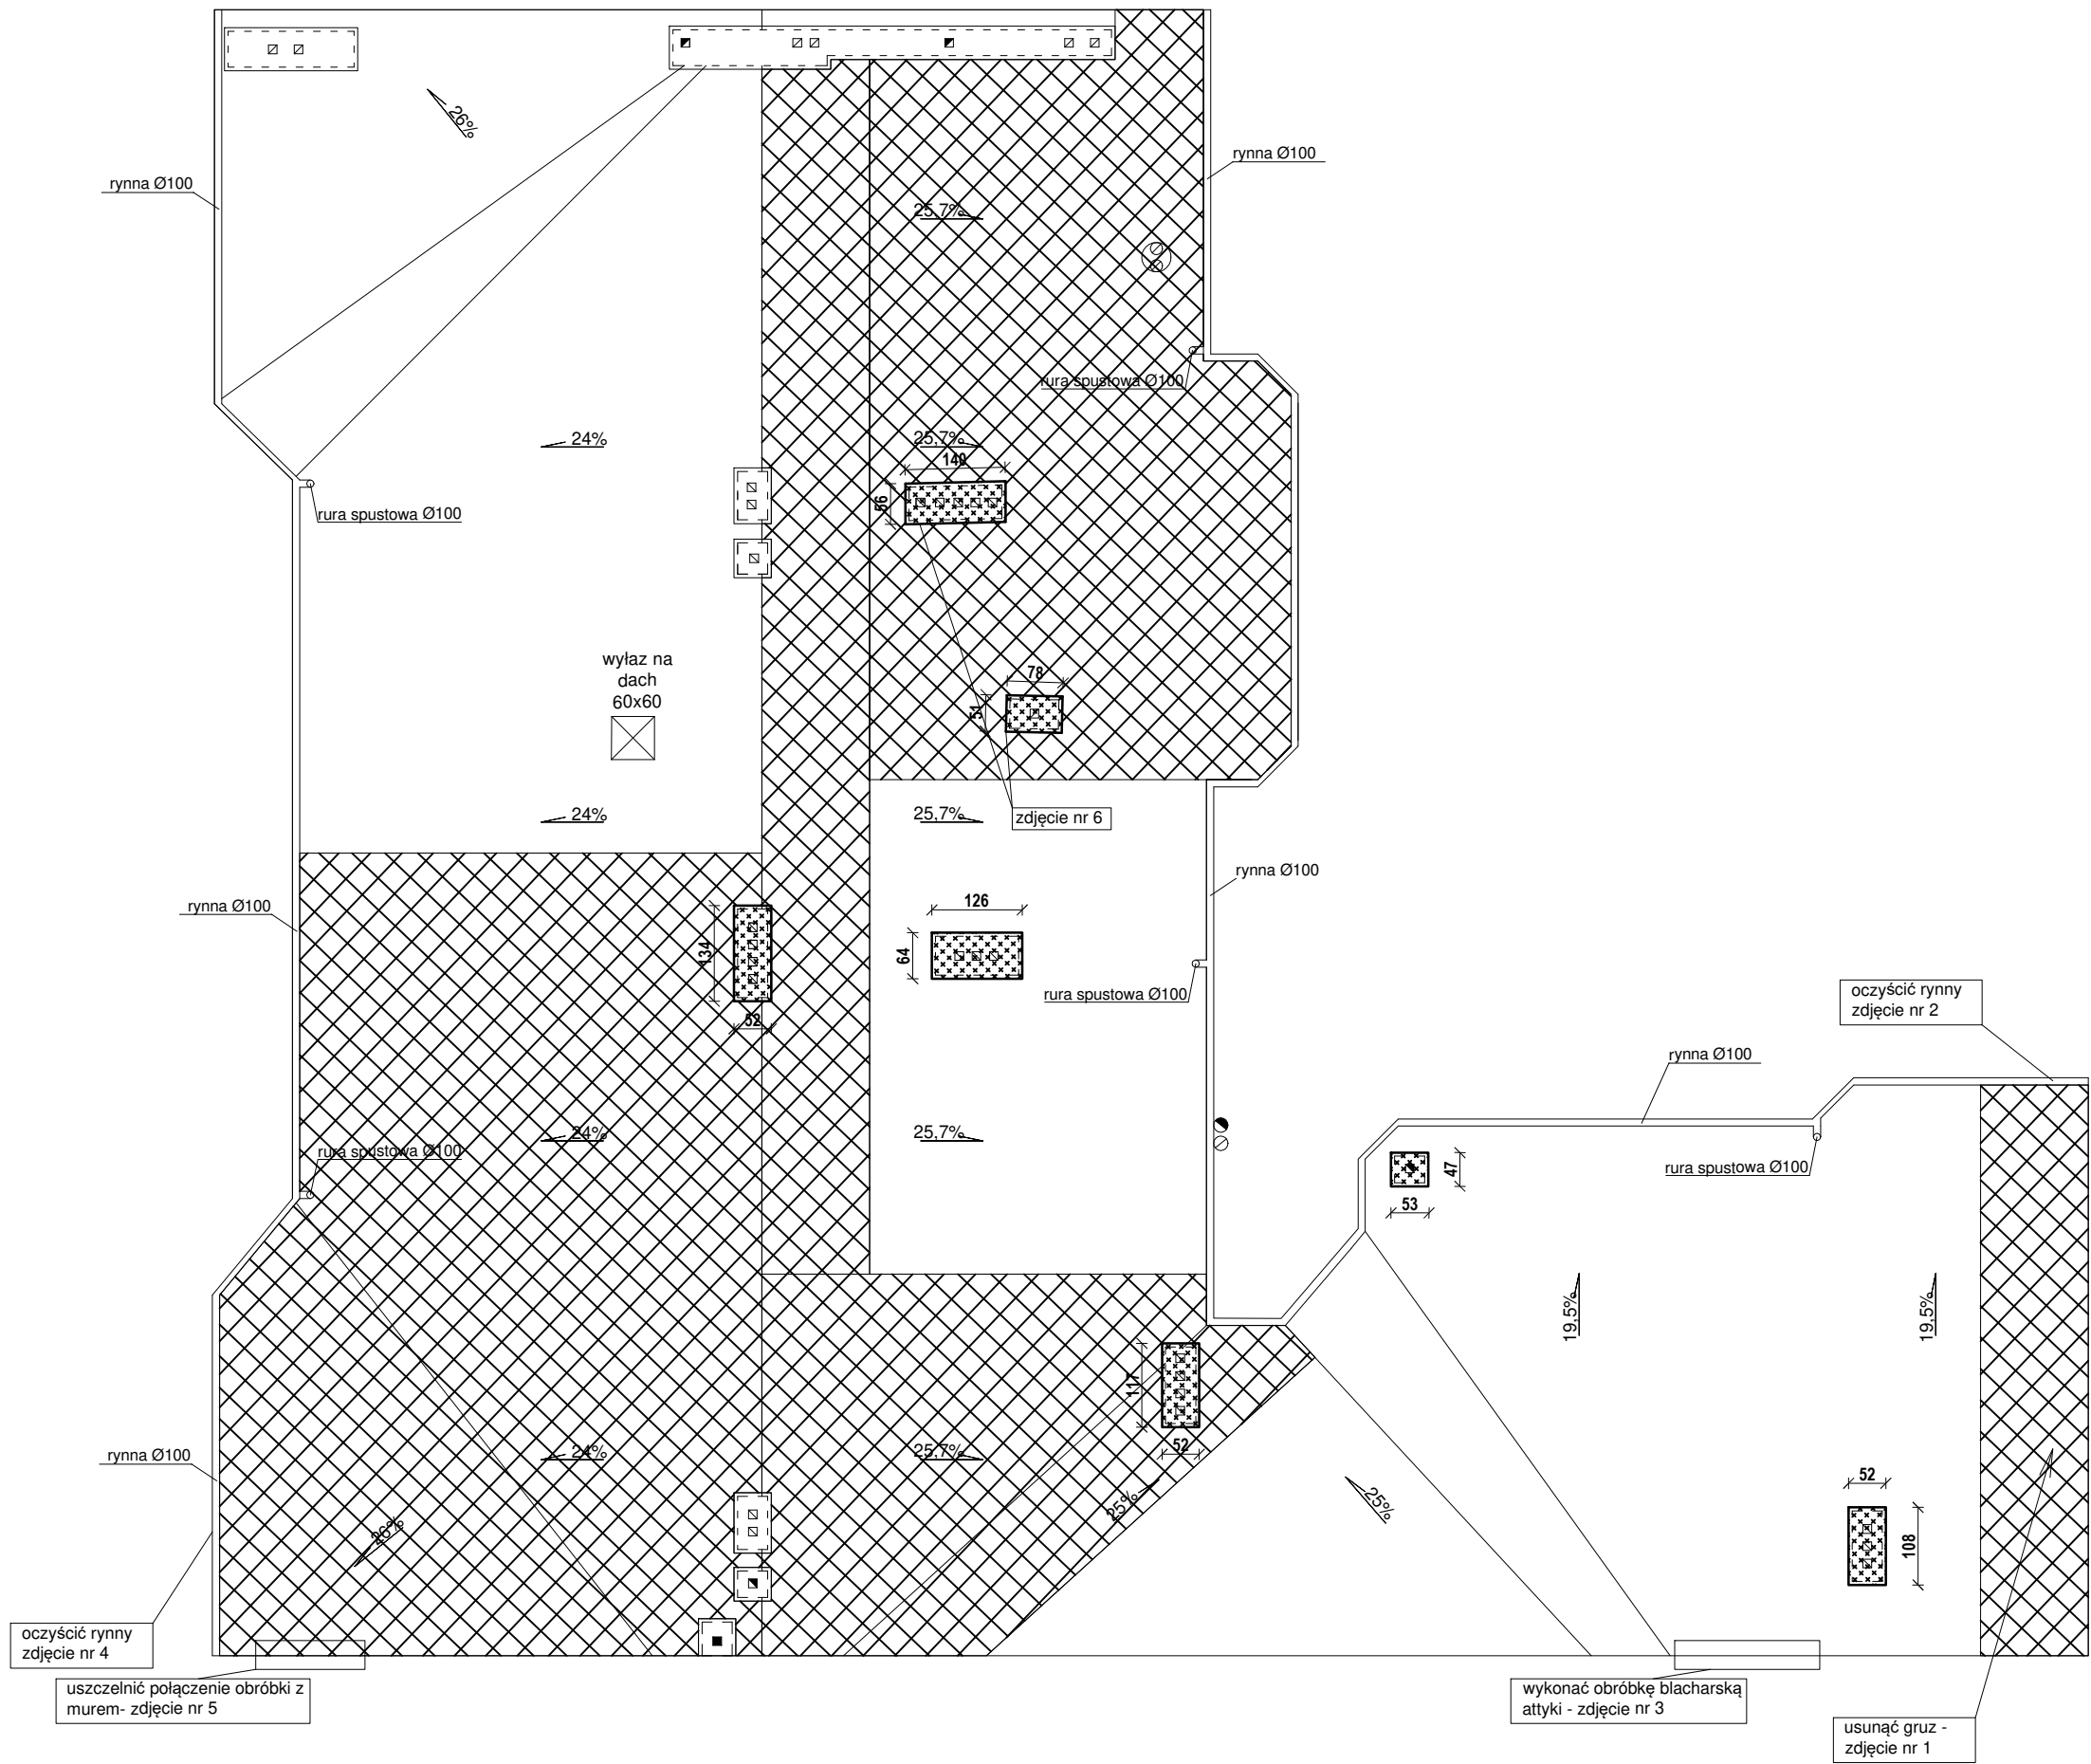 26%
rynna Ø100
rynna Ø100
25,7%
rura spustowa Ø100
24%
25,7%
140
56
rura spustowa Ø100
wyłaz na
dach
60x60
78
51
24%
25,7%
zdjęcie nr 6
rynna Ø100
rynna Ø100
126
64
134
52
rura spustowa Ø100
oczyścić rynny
zdjęcie nr 2
rynna Ø100
24%
25,7%
rura spustowa Ø100
rura spustowa Ø100
47
53
19,5%
19,5%
117
52
rynna Ø100
24%
25,7%
25%
25%
26%
52
108
oczyścić rynny
zdjęcie nr 4
uszczelnić połączenie obróbki z
murem- zdjęcie nr 5
wykonać obróbkę blacharską
attyki - zdjęcie nr 3
usunąć gruz -
zdjęcie nr 1